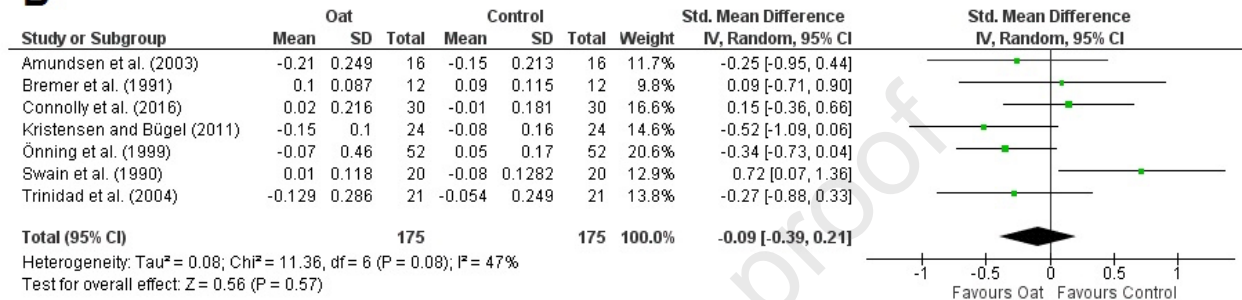 Oat Control Std. Mean Difference Std. Mean Difference
Study or Subgroup Mean SD Total Mean SD Total Weight IV, Random, 95% CI IV, Random, 95% CI
Amundsen et al. (2003) -0.21 0.249 16 -0.15 0.213 16 11.7% -0.25 [-0.95, 0.44]
Bremer et al. (1991) 0.1 0.087 12 0.09 0.115 12 9.8% 0.09 [-0.71, 0.90]
Connolly et al. (2016) 0.02 0.216 30 -0.01 0.181 30 16.6% 0.15 [-0.36, 0.66]
Kristensen and Bügel (2011) -0.15 0.1 24 -0.08 0.16 24 14.6% -0.52 [-1.09, 0.06]
Önning et al. (1999) -0.07 0.46 52 0.05 0.17 52 20.6% -0.34 [-0.73, 0.04]
Swain et al. (1990) 0.01 0.118 20 -0.08 0.1282 20 12.9% 0.72 [0.07, 1.36]
Trinidad et al. (2004) -0.129 0.286 21 -0.054 0.249 21 13.8% -0.27 [-0.88, 0.33]
Total (95% CI) 175 175 100.0% -0.09 [-0.39, 0.21]
Heterogeneity: Tau² = 0.08; Chi² = 11.36, df = 6 (P = 0.08); I² = 47%
Test for overall effect: Z = 0.56 (P = 0.57)
-1 -0.5 0 0.5 1
Favours Oat Favours Control
proof